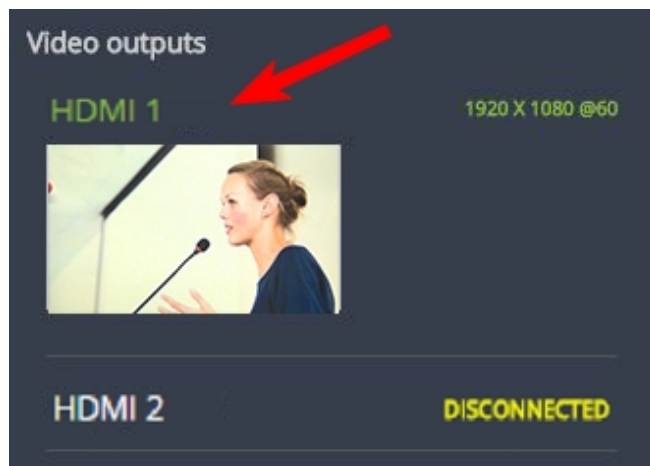 Video outputs
HDMI 1
1920 X 1080 @60
HDMI 2
DISCONNECTED